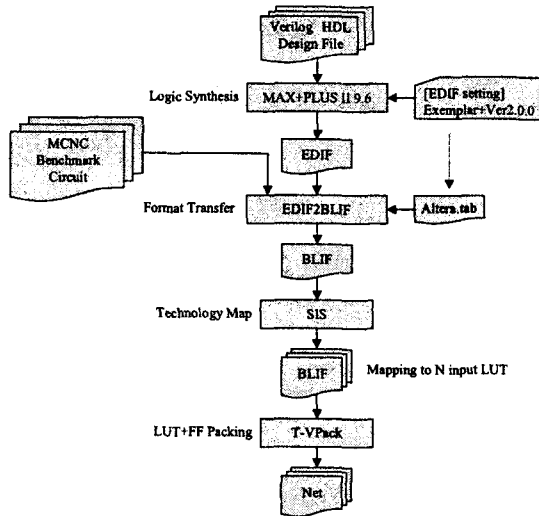 Verilog HDL
Design File
Logic Synthesis
MAX+PLUS II 9.6
[EDIF setting]
Exemplar+Ver2.0.0
MCNC
Benchmark
Circuit
EDIF
Format Transfer
EDIF2BLIF
Altera.tab
BLIF
Technology Map
SIS
BLIF
Mapping to N input LUT
LUT+FF Packing
T-VPack
Net